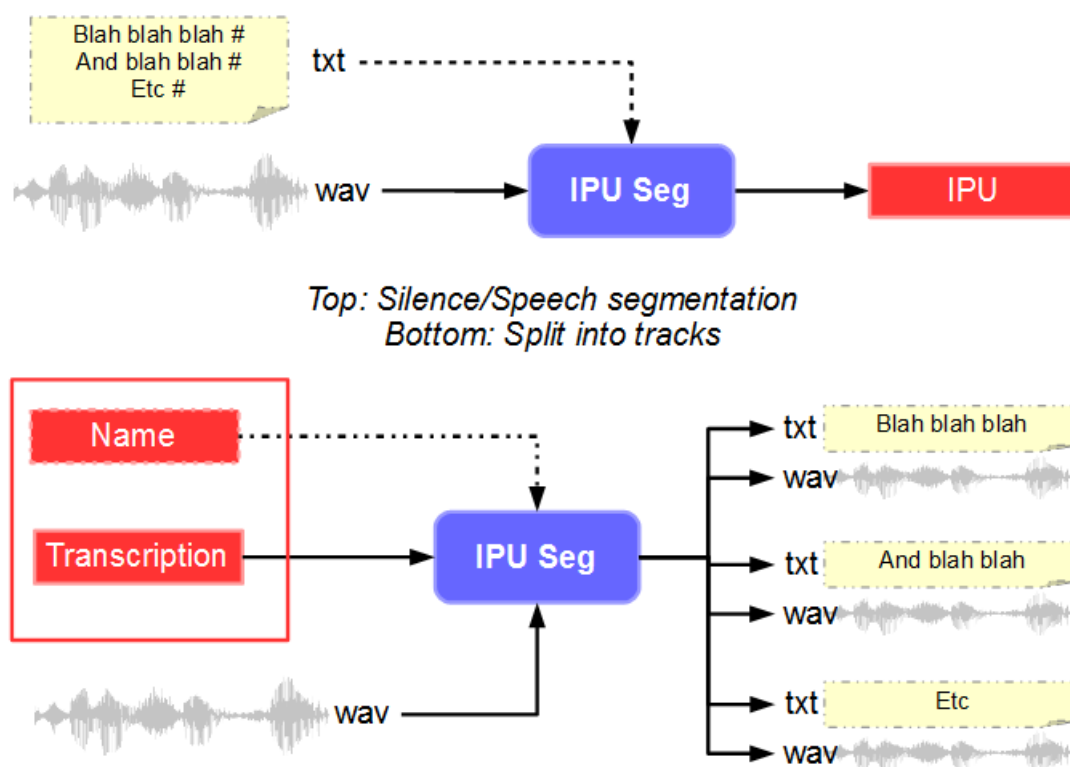 Blah blah blah #
And blah blah #
Etc #
txt
wav
IPU Seg
IPU
Top: Silence/Speech segmentation
Bottom: Split into tracks
Name
Transcription
wav
IPU Seg
txt
Blah blah blah
wav
txt
And blah blah
wav
txt
Etc
wav